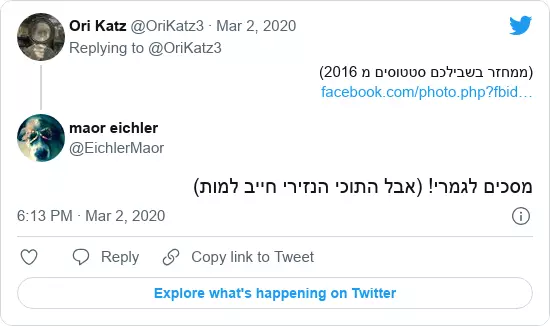 Ori Katz @OriKatz3 · Mar 2, 2020
Replying to @OriKatz3
(ממחזר בשבילכם סטטוסים מ 2016)
facebook.com/photo.php?fbid…
maor eichler
@EichlerMaor
מסכים לגמרי! (אבל התוכי הנזירי חייב למות)
6:13 PM · Mar 2, 2020
Reply
Copy link to Tweet
Explore what's happening on Twitter